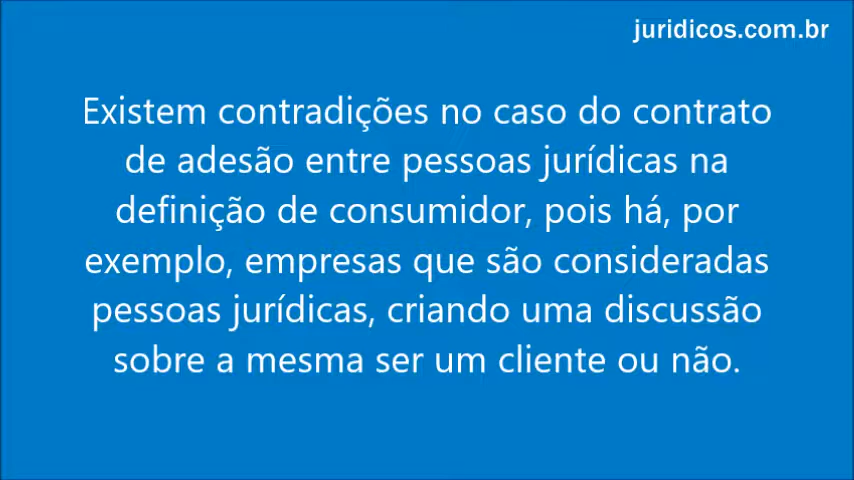 juridicos.com.br
Existem contradições no caso do contrato
de adesão entre pessoas jurídicas na
definição de consumidor, pois há, por
exemplo, empresas que são consideradas
pessoas jurídicas, criando uma discussão
sobre a mesma ser um cliente ou não.